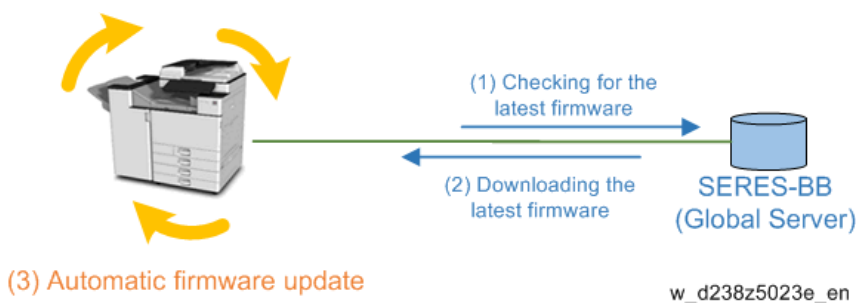 (1) Checking for the
latest firmware
(2) Downloading the
latest firmware
SERES-BB
(Global Server)
(3) Automatic firmware update
w_d238z5023e_en